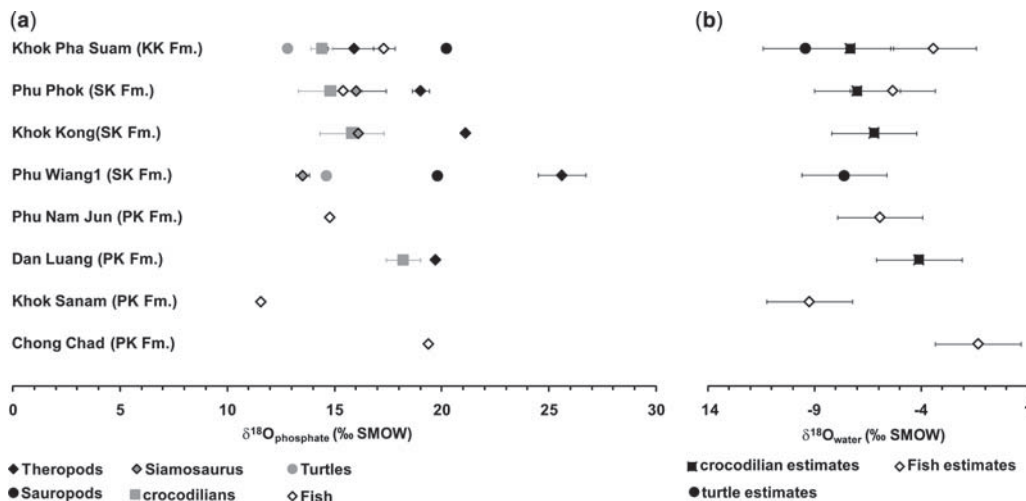 (a)
(b)
Khok Pha Suam (KK Fm.)
Phu Phok (SK Fm.)
Khok Kong(SK Fm.)
Phu Wiang1 (SK Fm.)
Phu Nam Jun (PK Fm.)
Dan Luang (PK Fm.)
Khok Sanam (PK Fm.)
Chong Chad (PK Fm.)
0 5 10 15 20 25 30
14 -9 -4 1
δ¹⁸Ophosphate (‰ SMOW)
δ¹⁸Owater (‰ SMOW)
Theropods Siamosaurus Turtles
Sauropods crocodilians Fish
crocodilian estimates Fish estimates
turtle estimates